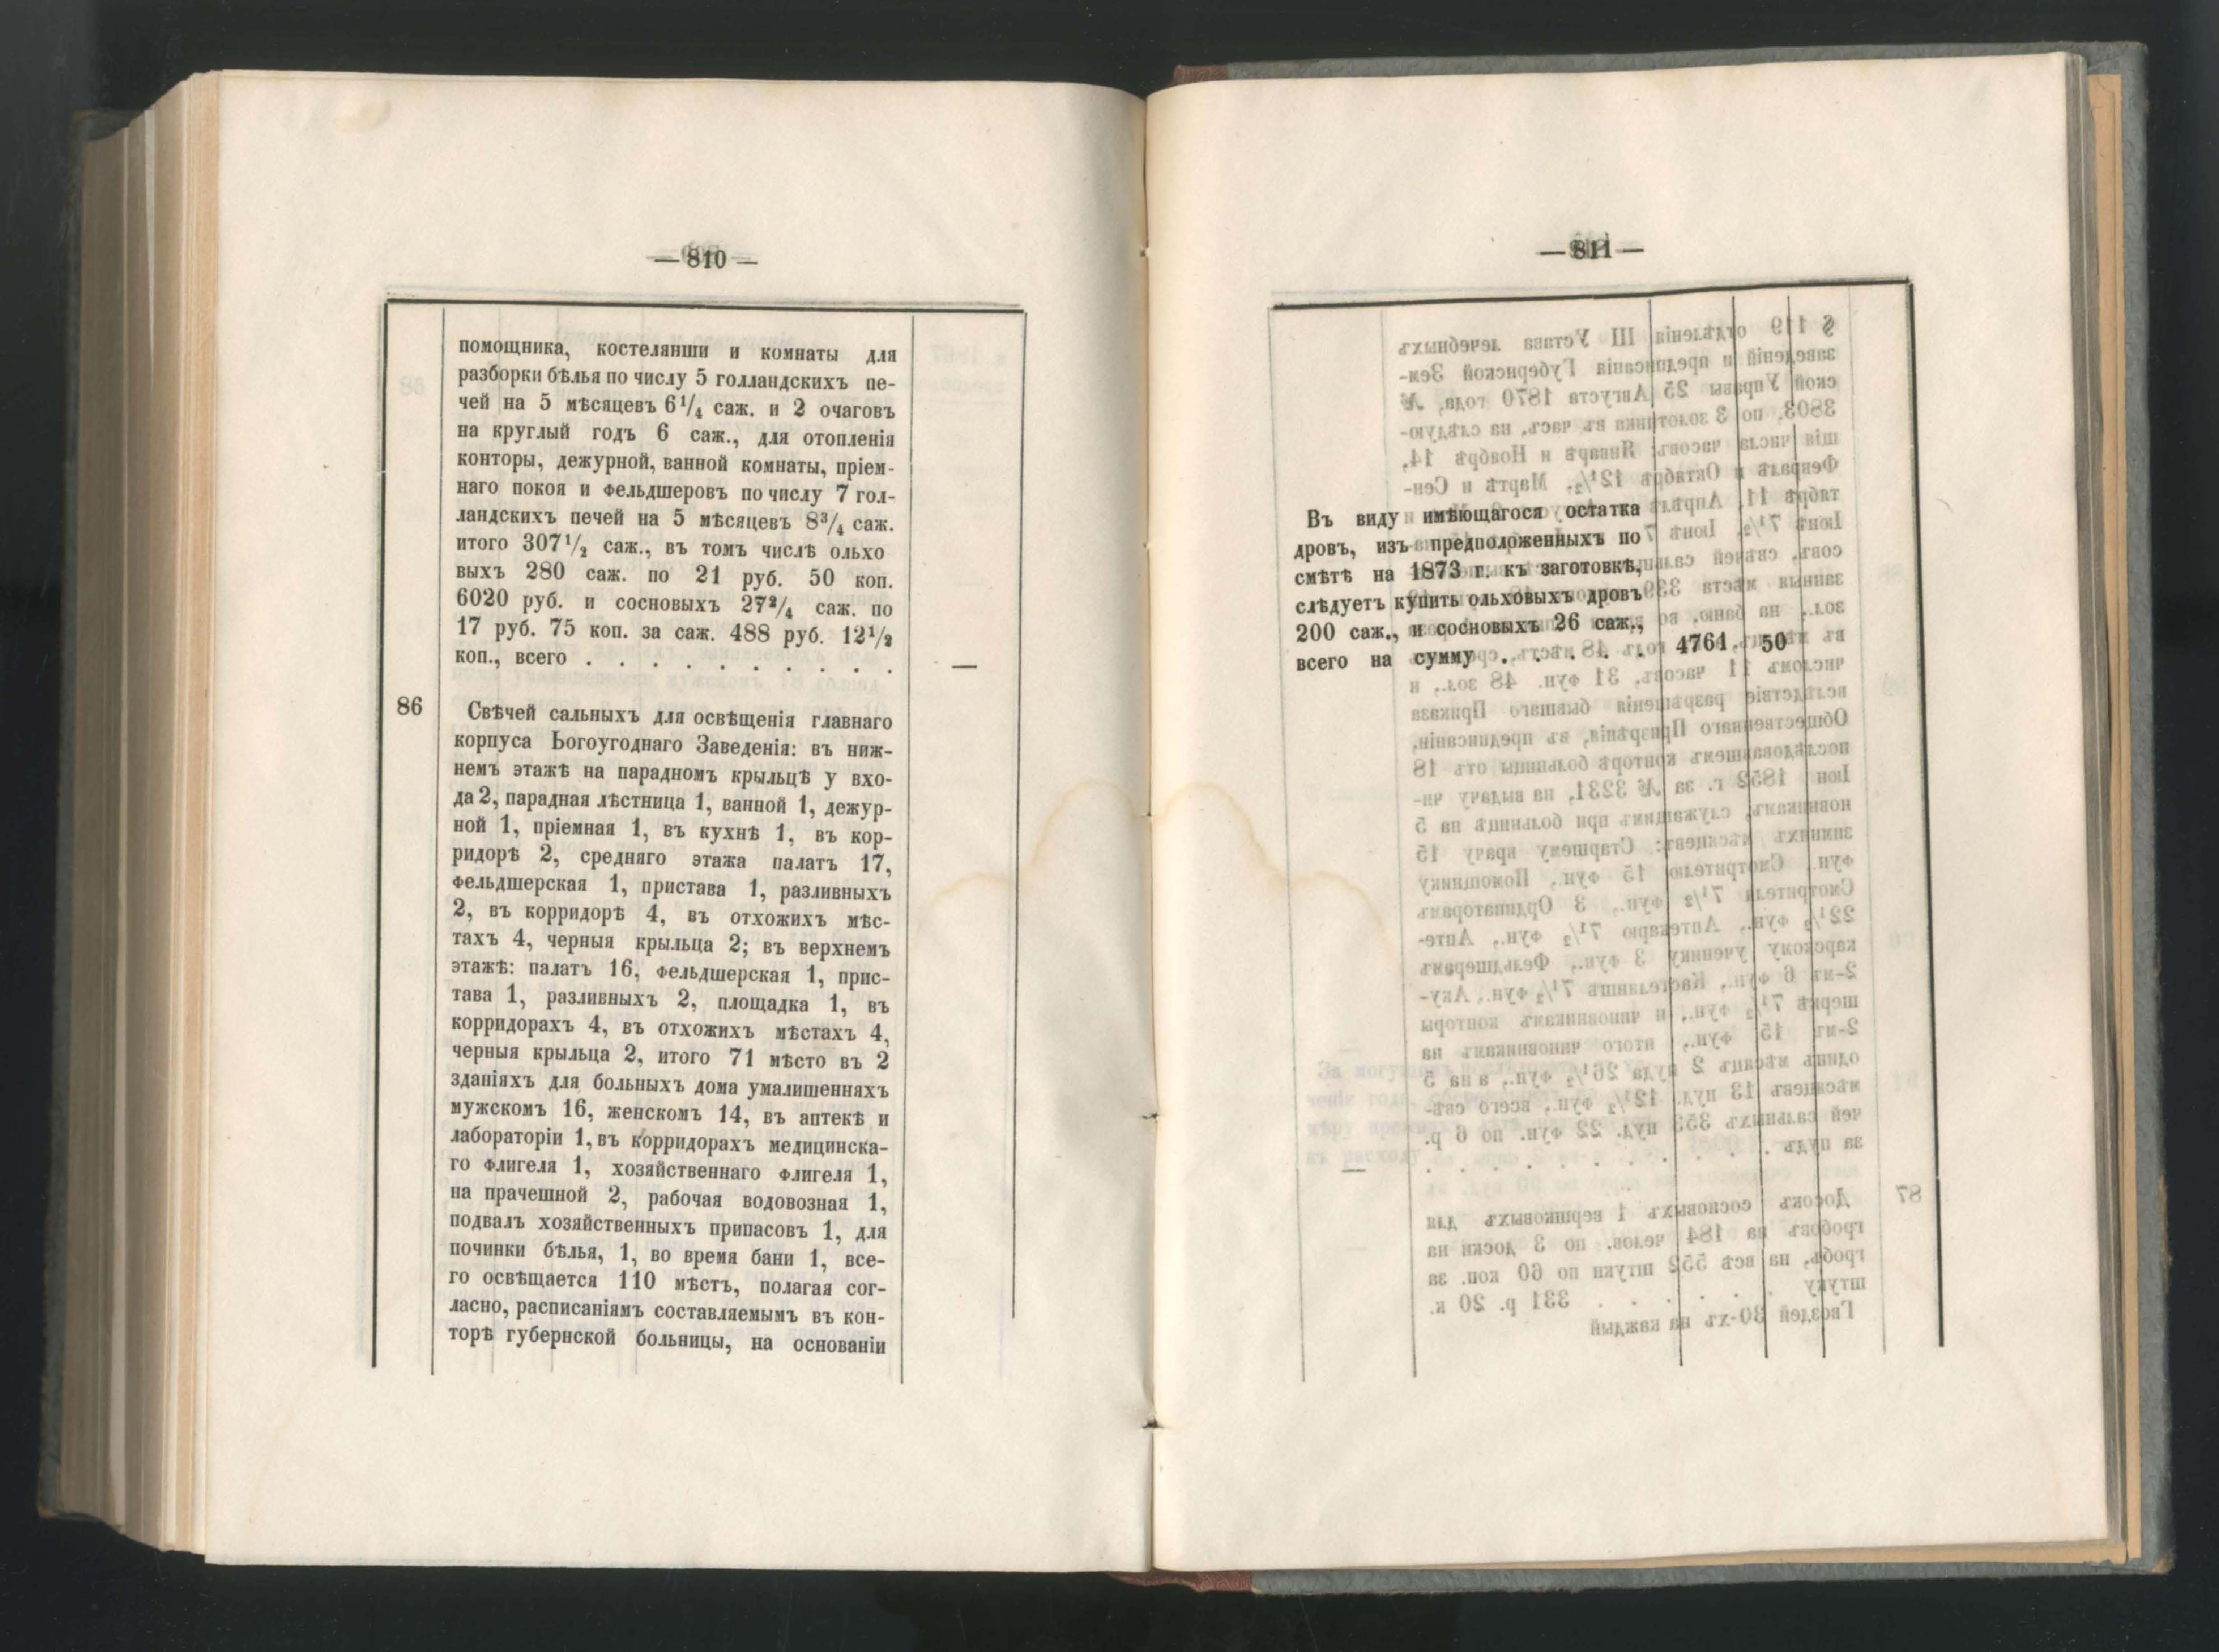 — 810 —
помощника, костелянши и комнаты для
разборки бѣлья по числу 5 голландскихъ пе-
чей на 5 мѣсяцевъ 6¹/₄ саж. и 2 очаговъ
на круглый годъ 6 саж., для отопленія
конторы, дежурной, ванной комнаты, пріем-
наго покоя и фельдшеровъ по числу 7 гол-
ландскихъ печей на 5 мѣсяцевъ 8³/₄ саж.
итого 307¹/₂ саж., въ томъ числѣ ольхо
выхъ 280 саж. по 21 руб. 50 коп.
6020 руб. и сосновыхъ 27²/₄ саж. по
17 руб. 75 коп. за саж. 488 руб. 12¹/₂
коп., всего . . . . . . . . . . —
86 Свѣчей сальныхъ для освѣщенія главнаго
корпуса Богоугоднаго Заведенія: въ ниж-
немъ этажѣ на парадномъ крыльцѣ у вхо-
да 2, парадная лѣстница 1, ванной 1, дежур-
ной 1, пріемная 1, въ кухнѣ 1, въ кор-
ридорѣ 2, средняго этажа палатъ 17,
фельдшерская 1, пристава 1, разливныхъ
2, въ корридорѣ 4, въ отхожихъ мѣс-
тахъ 4, черныя крыльца 2; въ верхнемъ
этажѣ: палатъ 16, фельдшерская 1, прис-
тава 1, разливныхъ 2, площадка 1, въ
корридорахъ 4, въ отхожихъ мѣстахъ 4,
черныя крыльца 2, итого 71 мѣсто въ 2
зданіяхъ для больныхъ дома умалишеннхъ
мужскомъ 16, женскомъ 14, въ аптекѣ и
лабораторіи 1, въ корридорахъ медицинска-
го флигеля 1, хозяйственнаго флигеля 1,
на прачешной 2, рабочая водовозная 1,
подвалъ хозяйственныхъ припасовъ 1, для
починки бѣлья, 1, во время бани 1, все-
го освѣщается 110 мѣстъ, полагая сог-
ласно, расписаніямъ составляемымъ въ кон-
торѣ губернской больницы, на основаніи
— 811 —
Въ виду имѣющагося остатка
дровъ, изъ предположенныхъ по
смѣтѣ на 1873 г. къ заготовкѣ,
слѣдуетъ купить ольховыхъ дровъ
200 саж., и сосновыхъ 26 саж.,
всего на сумму . . . . . 4761 50